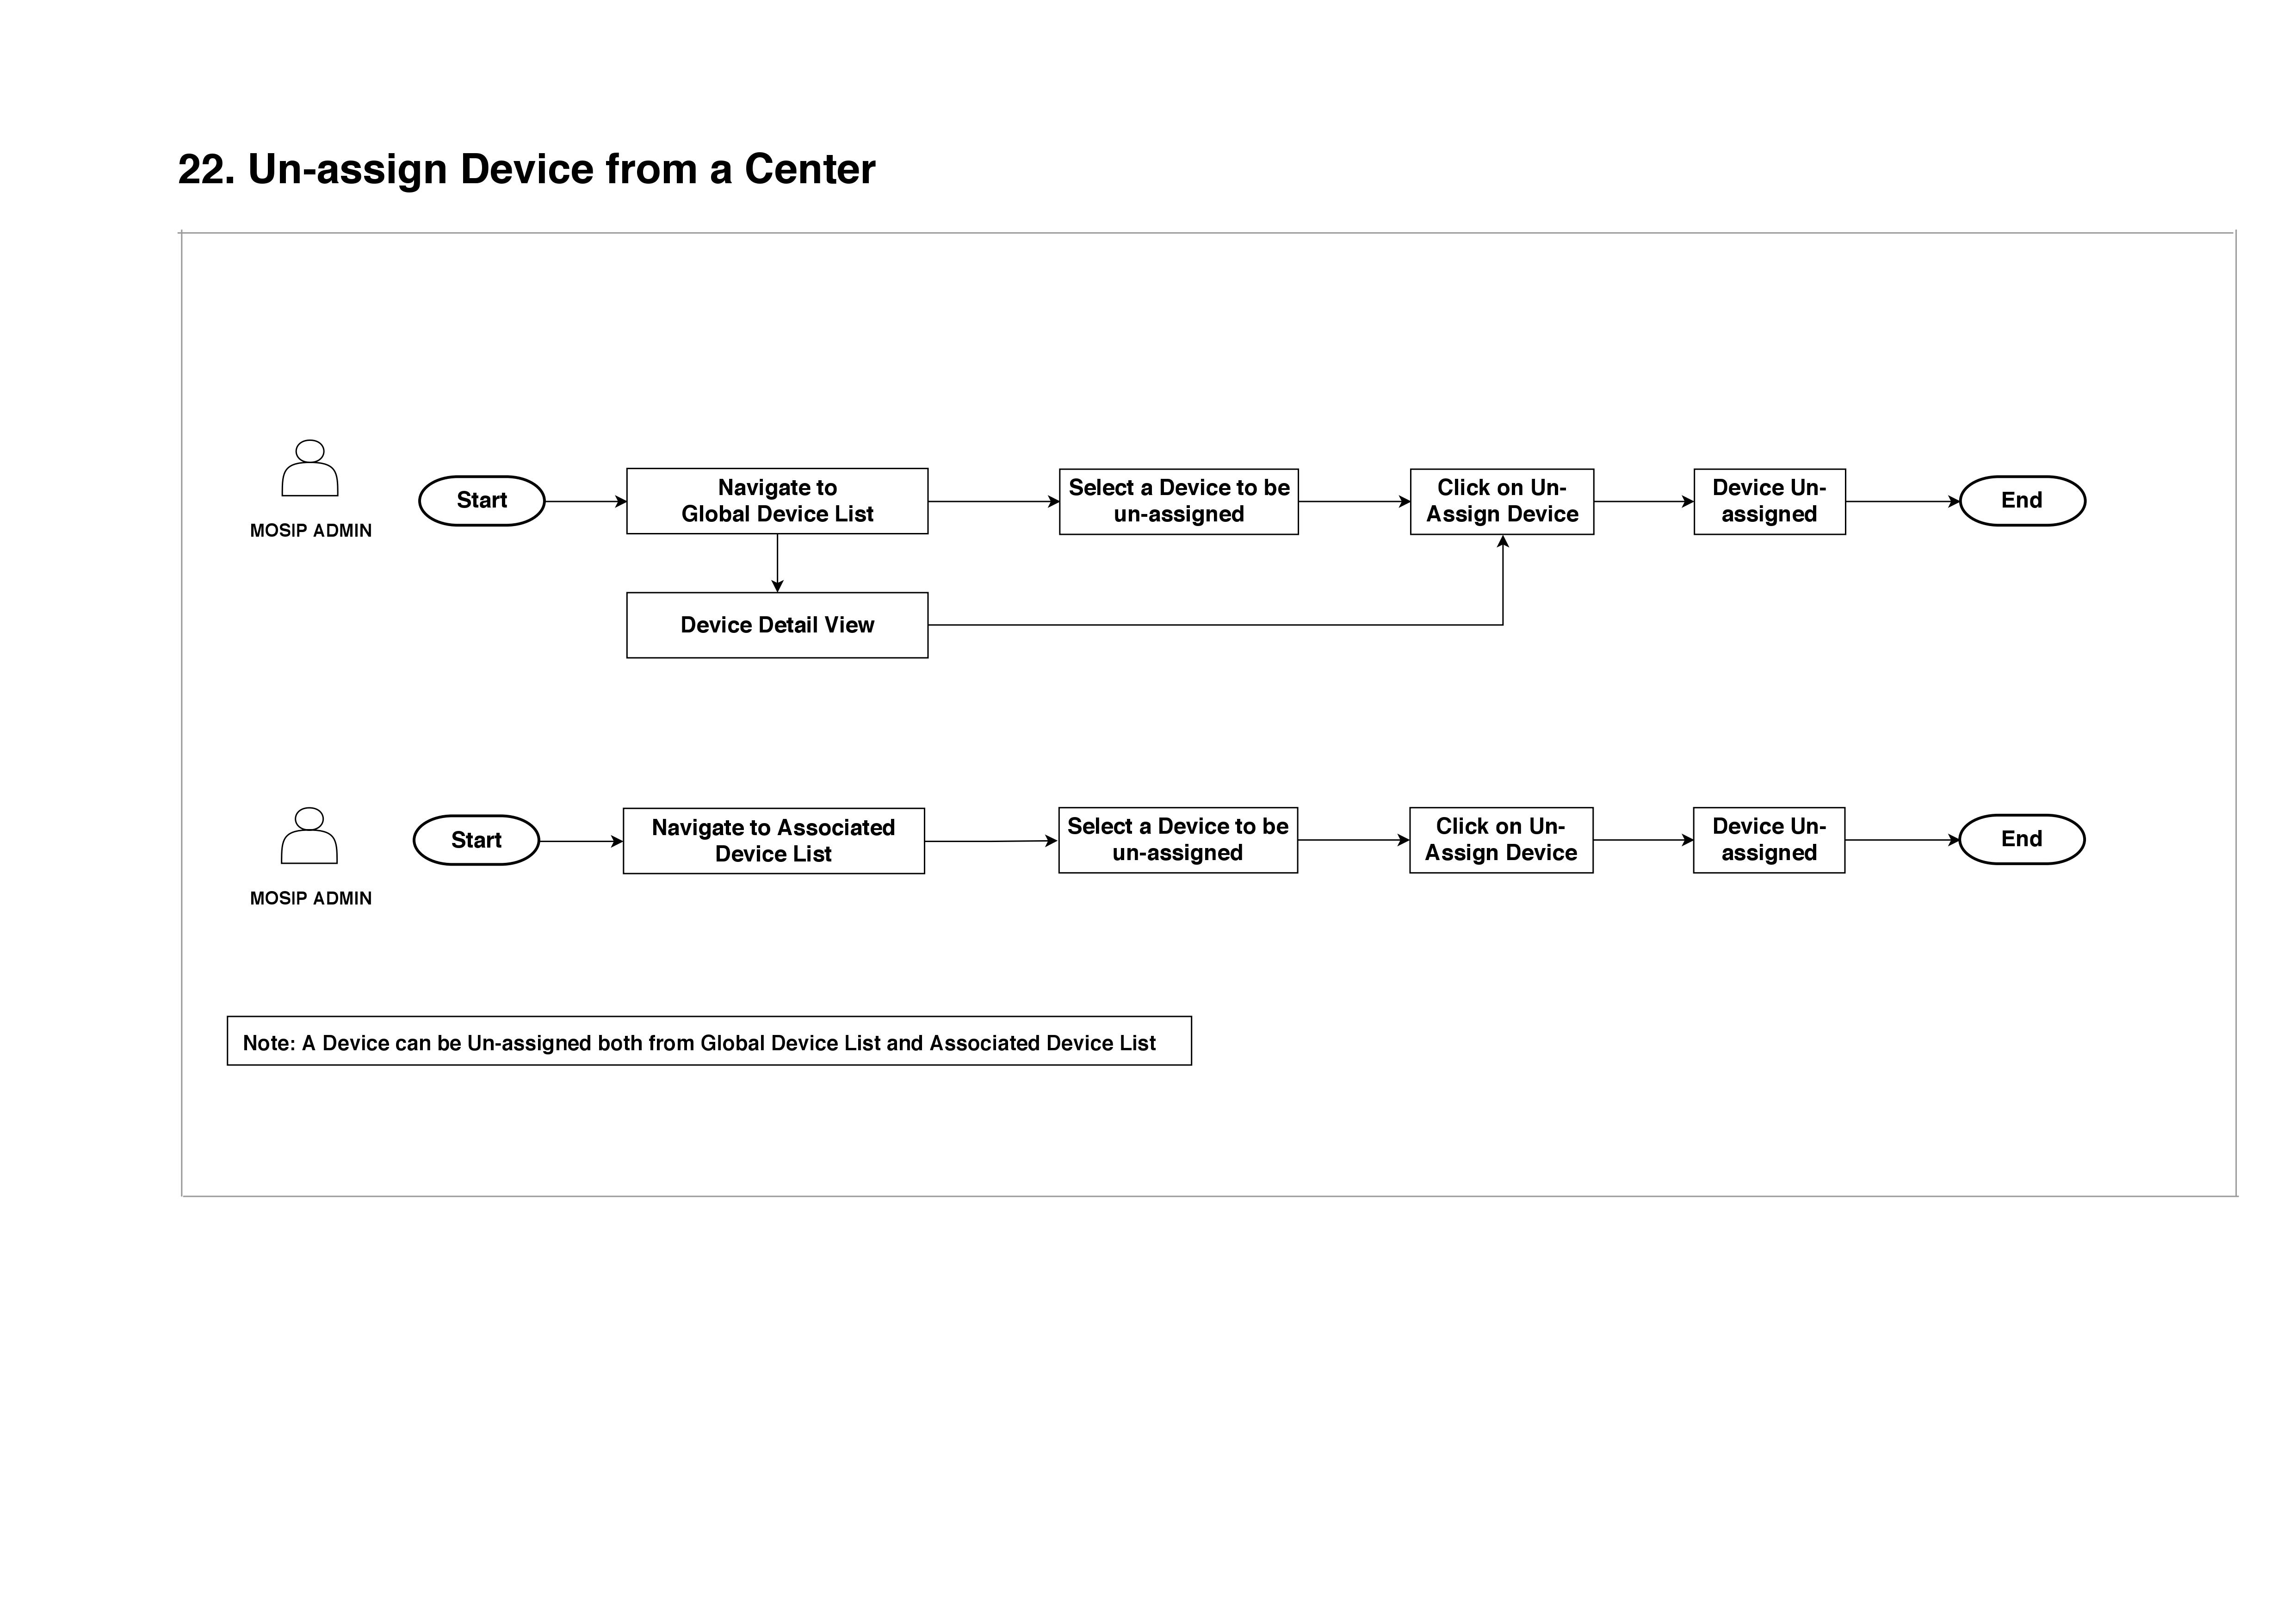 22. Un-assign Device from a Center
MOSIP ADMIN
Start
Navigate to
Global Device List
Select a Device to be
un-assigned
Click on Un-
Assign Device
Device Un-
assigned
End
Device Detail View
MOSIP ADMIN
Start
Navigate to Associated
Device List
Select a Device to be
un-assigned
Click on Un-
Assign Device
Device Un-
assigned
End
Note: A Device can be Un-assigned both from Global Device List and Associated Device List